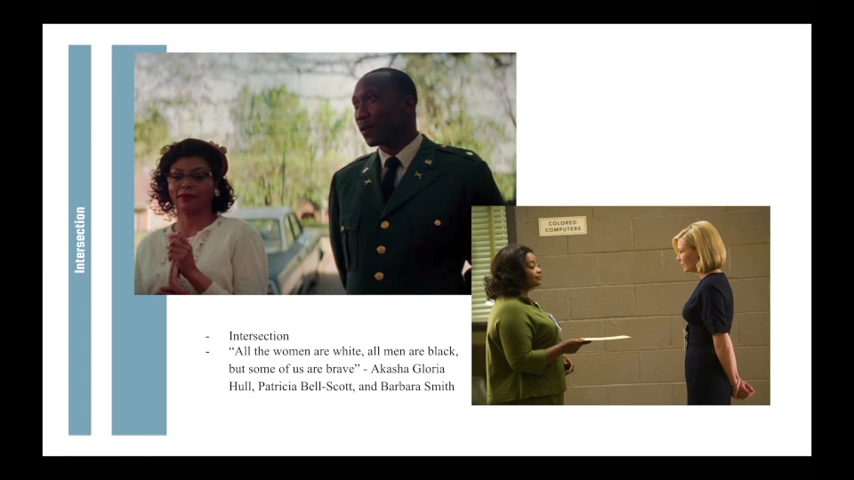 Intersection
COLORED
COMPUTERS
- Intersection
- “All the women are white, all men are black,
but some of us are brave” - Akasha Gloria
Hull, Patricia Bell-Scott, and Barbara Smith